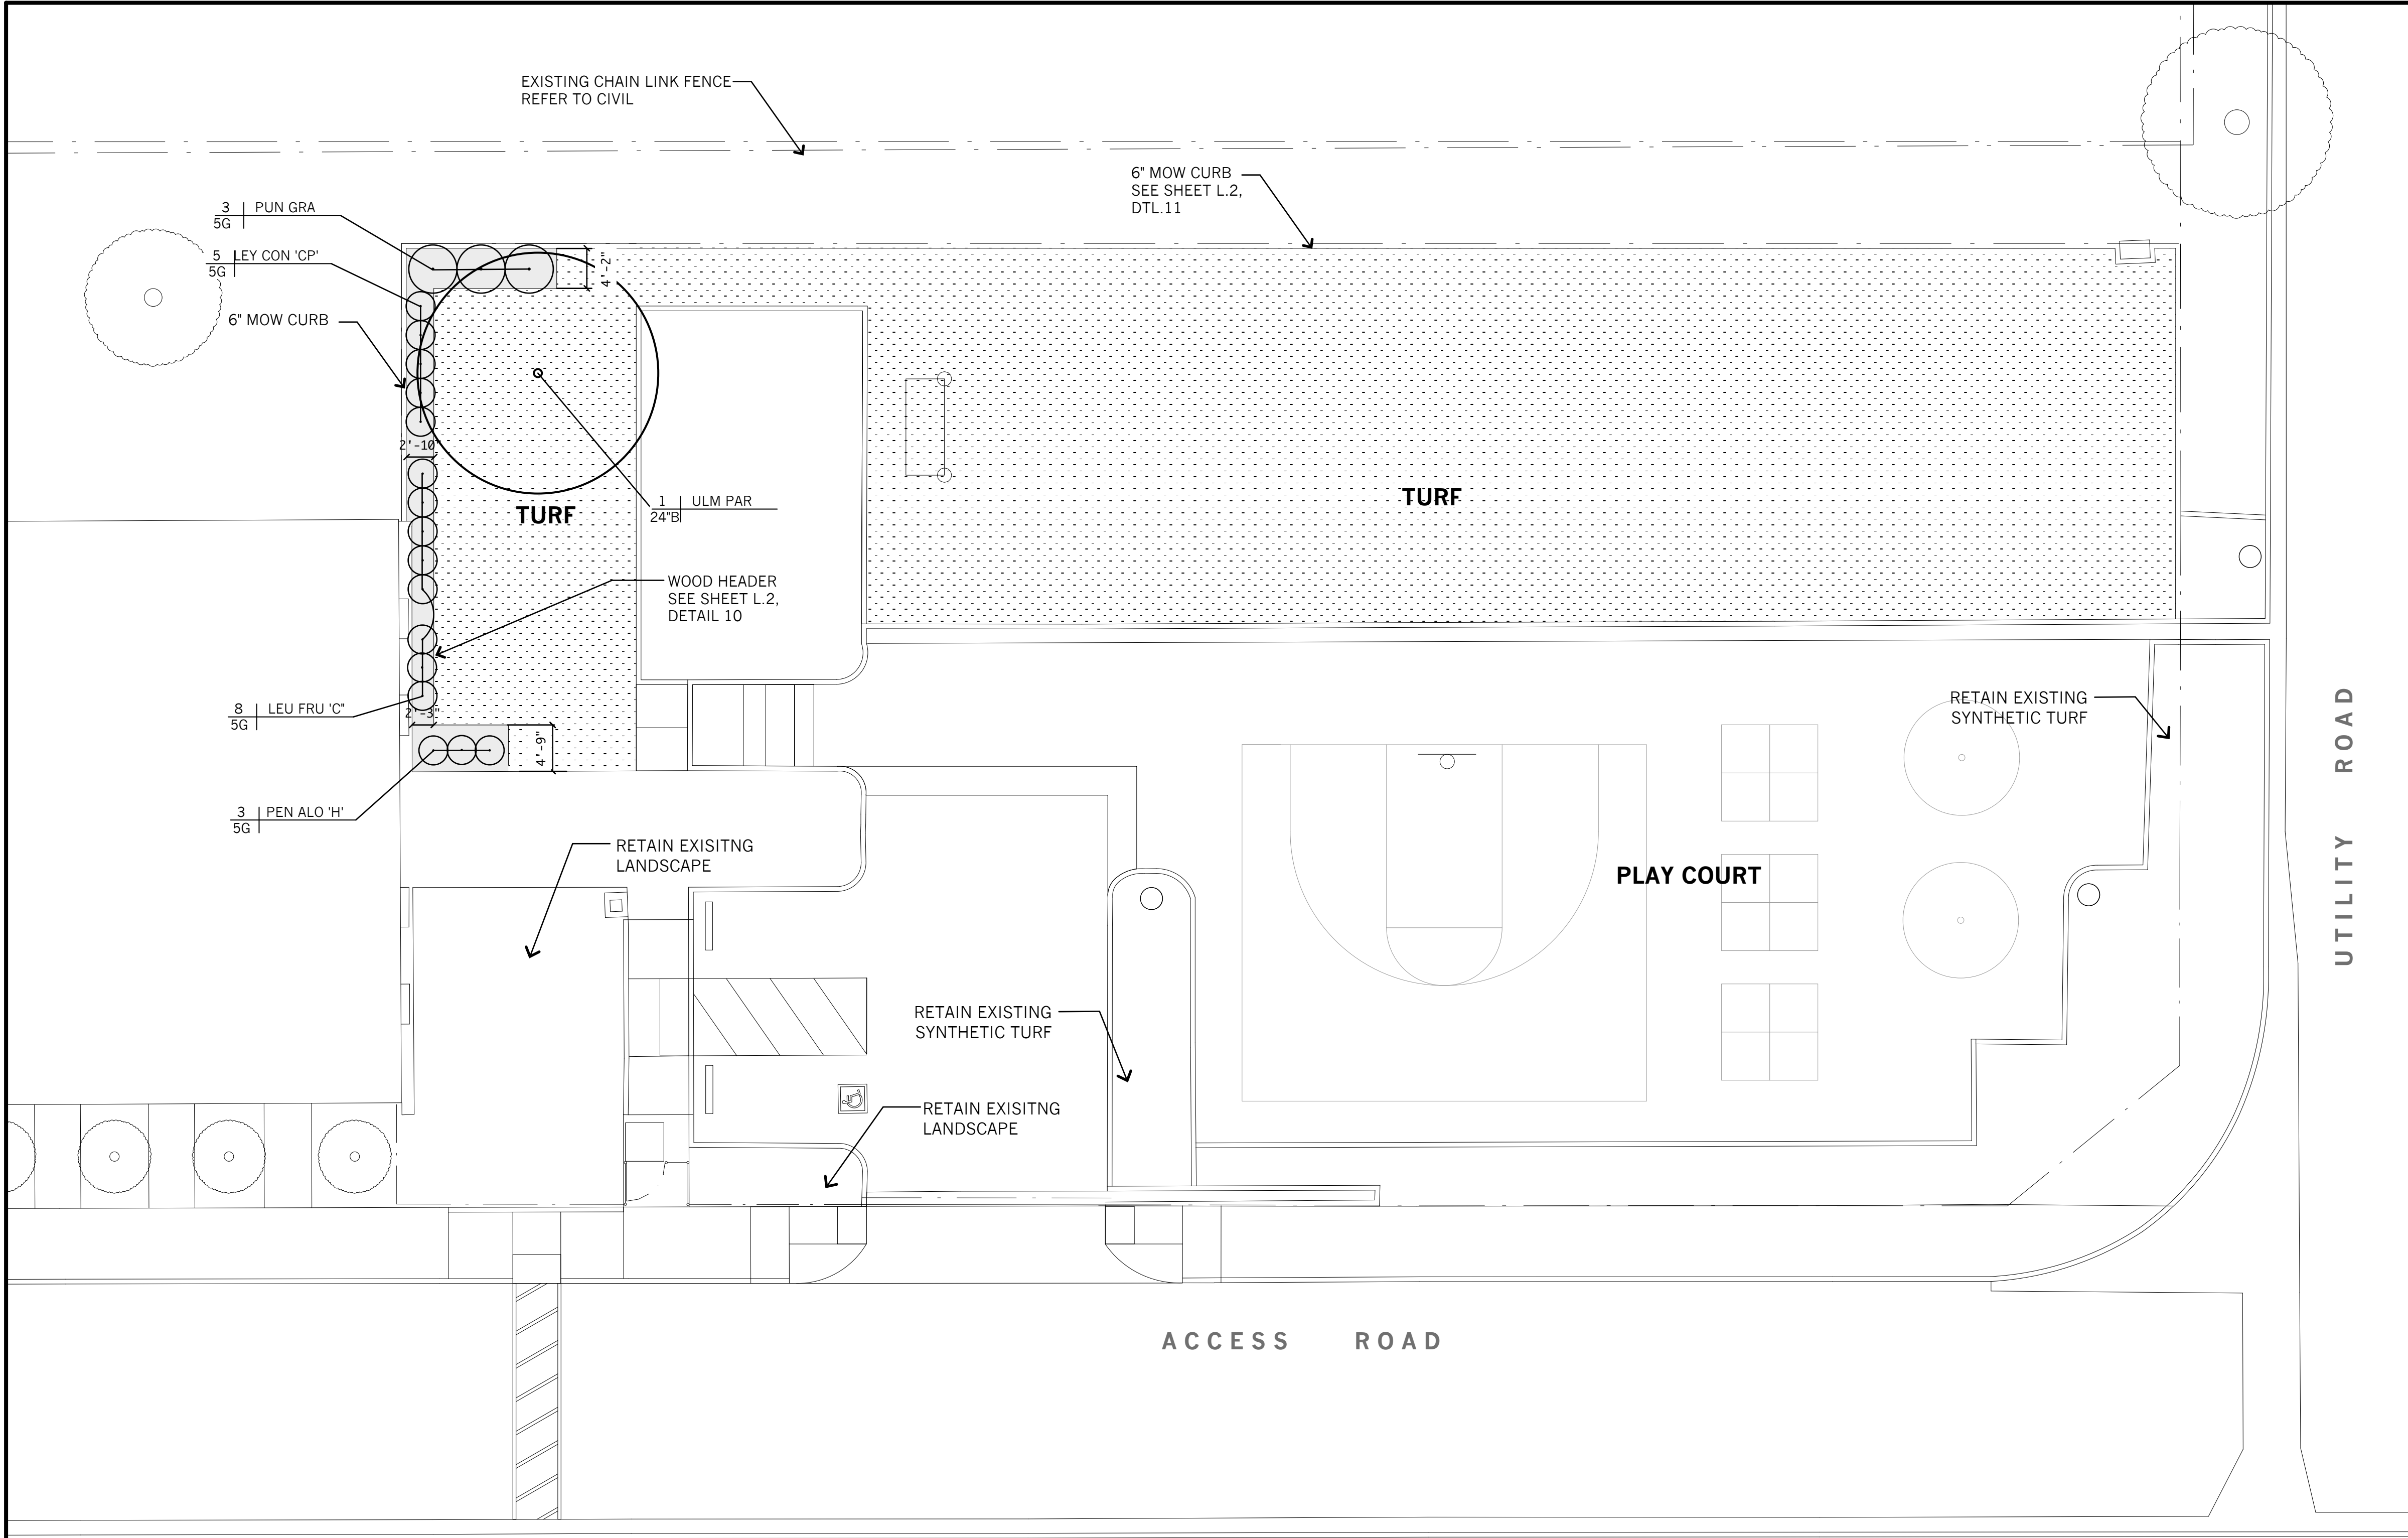 EXISTING CHAIN LINK FENCE
REFER TO CIVIL
6" MOW CURB
SEE SHEET L.2,
DTL.11
3 PUN GRA
5G
5 LEY CON 'CP'
5G
4'-2"
6" MOW CURB
2'-10"
1 ULM PAR
24"B
TURF
TURF
WOOD HEADER
SEE SHEET L.2,
DETAIL 10
8 LEU FRU 'C"
5G
2'-3"
4'-9"
3 PEN ALO 'H'
5G
RETAIN EXISTING
SYNTHETIC TURF
UTILITY ROAD
RETAIN EXISITNG
LANDSCAPE
PLAY COURT
RETAIN EXISTING
SYNTHETIC TURF
RETAIN EXISITNG
LANDSCAPE
ACCESS ROAD